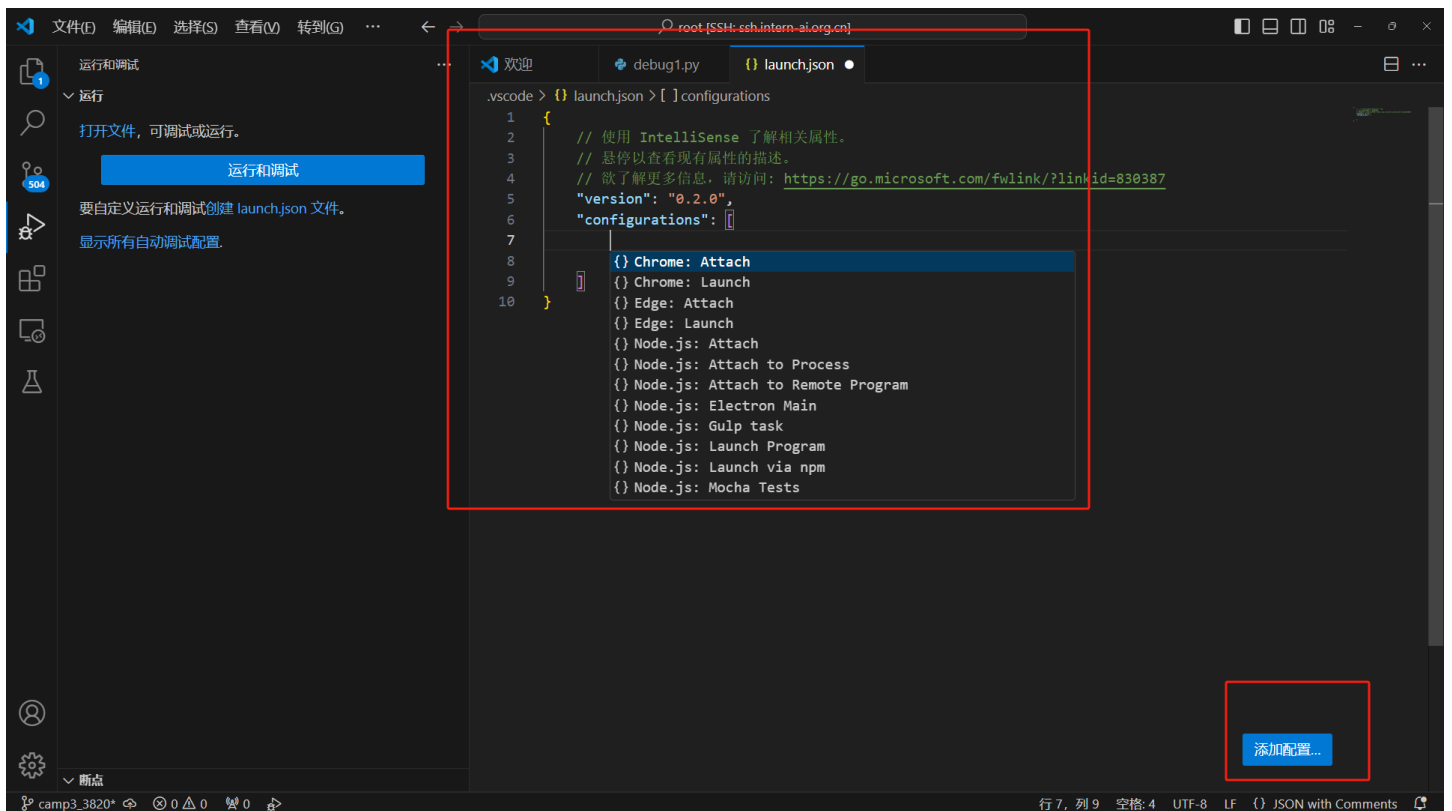 文件(F) 编辑(E) 选择(S) 查看(V) 转到(G) ··· root [SSH: ssh.intern-ai.org.cn]
运行和调试 ···
运行
打开文件，可调试或运行。
运行和调试
要自定义运行和调试创建 launch.json 文件。
显示所有自动调试配置.
断点
1
504
欢迎 debug1.py {} launch.json ●
.vscode > {} launch.json > [ ] configurations
1 {
2 // 使用 IntelliSense 了解相关属性。
3 // 悬停以查看现有属性的描述。
4 // 欲了解更多信息，请访问: https://go.microsoft.com/fwlink/?linkid=830387
5 "version": "0.2.0",
6 "configurations": [
7
8
9 ]
10 }
{} Chrome: Attach
{} Chrome: Launch
{} Edge: Attach
{} Edge: Launch
{} Node.js: Attach
{} Node.js: Attach to Process
{} Node.js: Attach to Remote Program
{} Node.js: Electron Main
{} Node.js: Gulp task
{} Node.js: Launch Program
{} Node.js: Launch via npm
{} Node.js: Mocha Tests
添加配置...
camp3_3820* 0 0 0 行 7，列 9 空格: 4 UTF-8 LF {} JSON with Comments